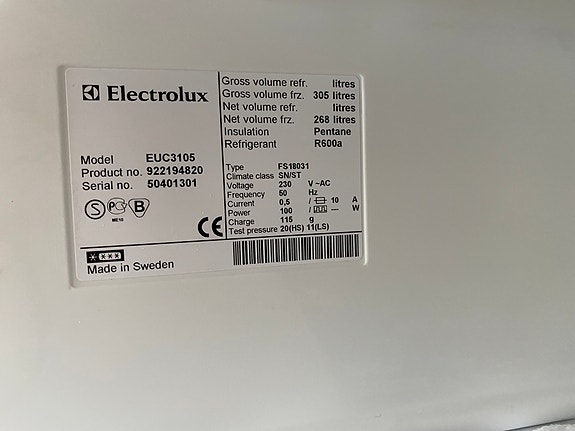 Electrolux
Model EUC3105
Product no. 922194820
Serial no. 50401301
S PC B
ME10
CE
Made in Sweden
Gross volume refr. litres
Gross volume frz. 305 litres
Net volume refr. litres
Net volume frz. 268 litres
Insulation Pentane
Refrigerant R600a
Type FS18031
Climate class SN/ST
Voltage 230 V ~AC
Frequency 50 Hz
Current 0,5 / 10 A
Power 100 / --- W
Charge 115 g
Test pressure 20(HS) 11(LS)